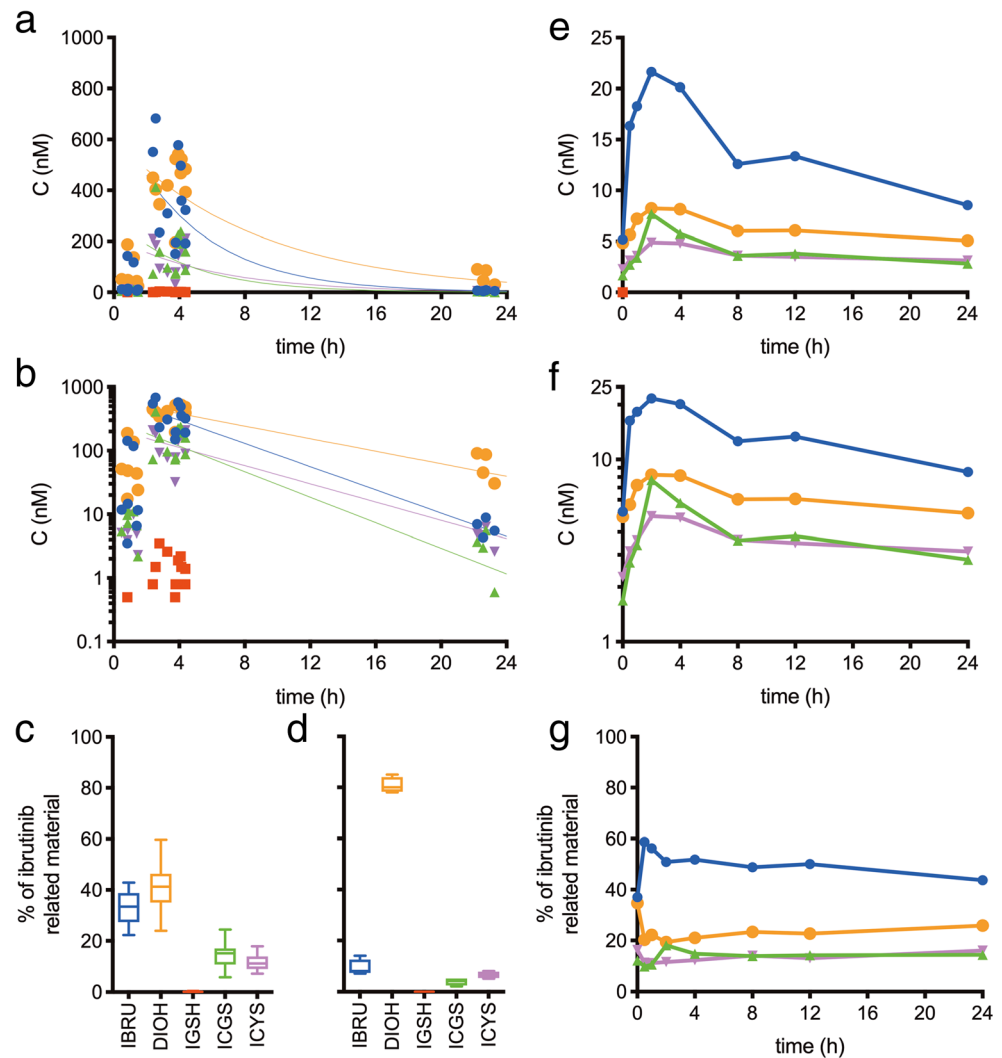 a
C (nM)
1000
800
600
400
200
0
0 4 8 12 16 20 24
time (h)
b
C (nM)
1000
100
10
1
0.1
0 4 8 12 16 20 24
time (h)
c
% of ibrutinib
related material
100
80
60
40
20
0
IBRU DIOH IGSH ICGS ICYS
d
IBRU DIOH IGSH ICGS ICYS
e
C (nM)
25
20
15
10
5
0
0 4 8 12 16 20 24
time (h)
f
C (nM)
25
10
1
0 4 8 12 16 20 24
time (h)
g
% of ibrutinib
related material
100
80
60
40
20
0
0 4 8 12 16 20 24
time (h)